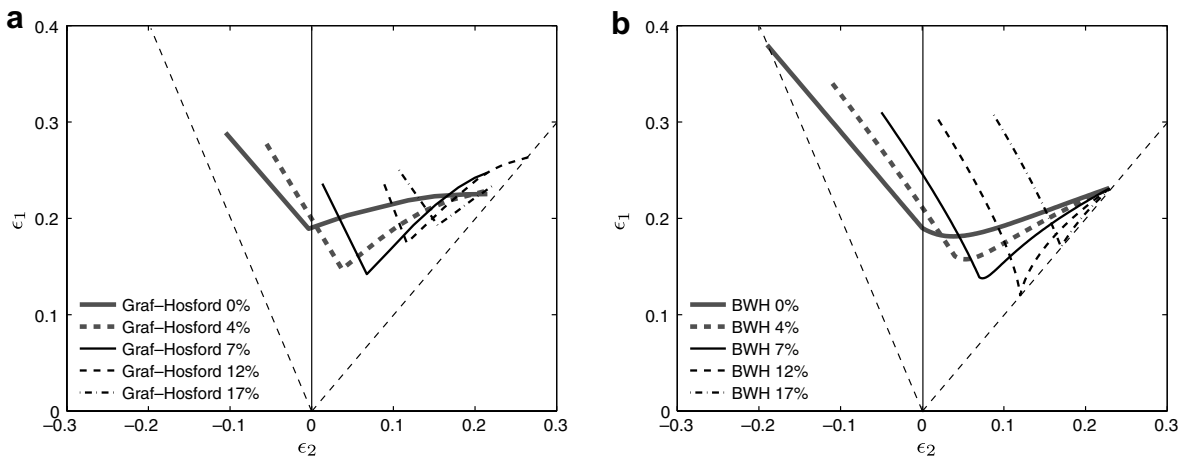 a
0.4
0.3
0.2
0.1
0
ϵ1
Graf–Hosford 0%
Graf–Hosford 4%
Graf–Hosford 7%
Graf–Hosford 12%
Graf–Hosford 17%
−0.3 −0.2 −0.1 0 0.1 0.2 0.3
ϵ2
b
0.4
0.3
0.2
0.1
0
ϵ1
BWH 0%
BWH 4%
BWH 7%
BWH 12%
BWH 17%
−0.3 −0.2 −0.1 0 0.1 0.2 0.3
ϵ2